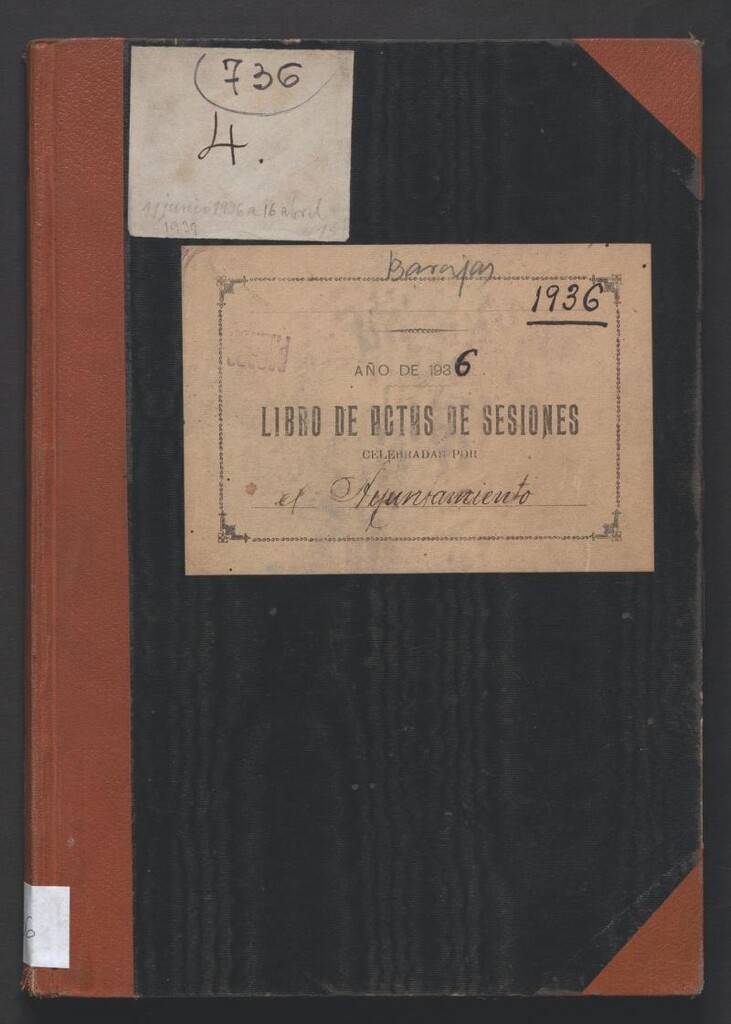 736
4.
11 junio 1936 a 16 abril
1937
Barajas
1936
AÑO DE 1936.
LIBRO DE ACTAS DE SESIONES
CELEBRADAS POR
el Ayuntamiento
6